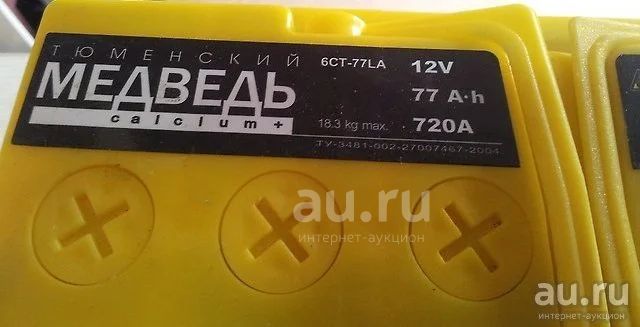 ТЮМЕНСКИЙ
МЕДВЕДЬ
calcium+
6СТ-77LA 12V
77 A·h
18.3 kg max. 720A
ТУ-3481-002-27007467-2004
au.ru
интернет-аукцион
au.ru
интернет-аукцион